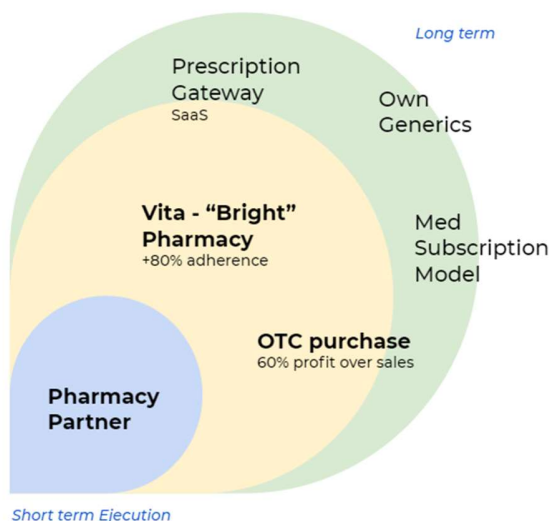 Long term
Prescription
Gateway
SaaS
Own
Generics
Vita - “Bright”
Pharmacy
+80% adherence
Med
Subscription
Model
OTC purchase
60% profit over sales
Pharmacy
Partner
Short term Ejecution